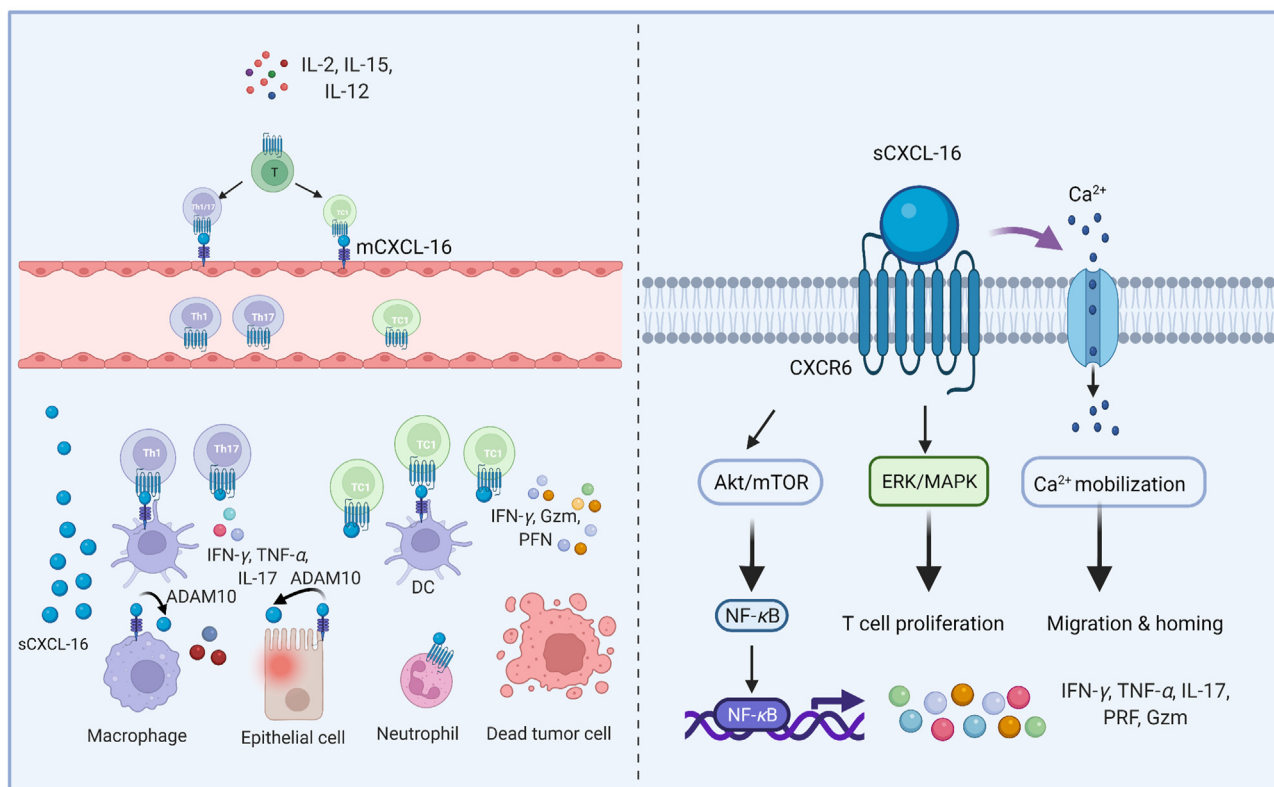 IL-2, IL-15,
IL-12
T
Th1/17
TC1
mCXCL-16
Th1
Th17
TC1
Th1
Th17
TC1
TC1
TC1
IFN-γ, Gzm,
PFN
IFN-γ, TNF-α,
IL-17
ADAM10
DC
ADAM10
sCXCL-16
Macrophage
Epithelial cell
Neutrophil
Dead tumor cell
sCXCL-16
Ca²⁺
CXCR6
Akt/mTOR
ERK/MAPK
Ca²⁺ mobilization
NF-κB
T cell proliferation
Migration & homing
NF-κB
IFN-γ, TNF-α, IL-17,
PRF, Gzm